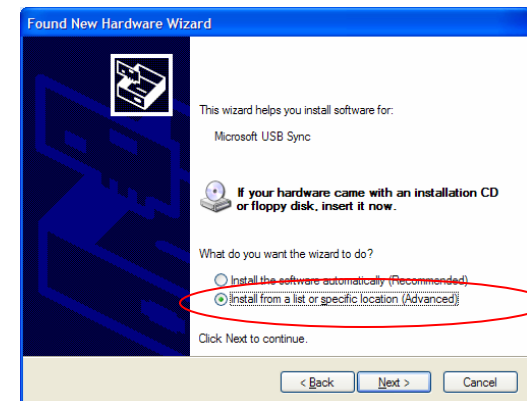 Found New Hardware Wizard
This wizard helps you install software for:
Microsoft USB Sync
If your hardware came with an installation CD
or floppy disk, insert it now.
What do you want the wizard to do?
Install the software automatically (Recommended)
Install from a list or specific location (Advanced)
Click Next to continue.
< Back
Next >
Cancel